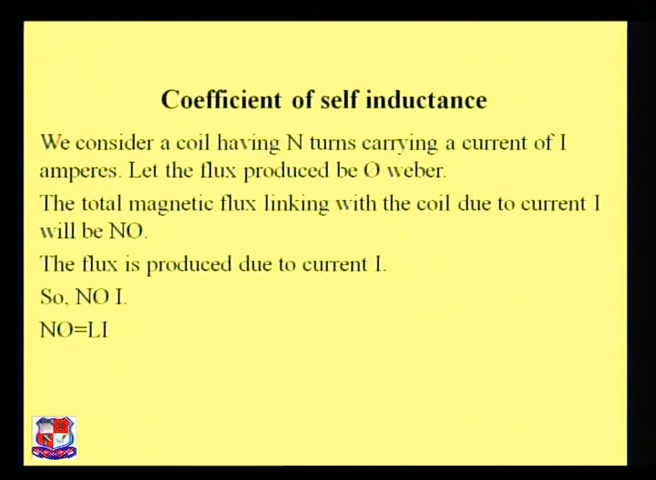 Coefficient of self inductance
We consider a coil having N turns carrying a current of I
amperes. Let the flux produced be O weber.
The total magnetic flux linking with the coil due to current I
will be NO.
The flux is produced due to current I.
So, NO I.
NO=LI